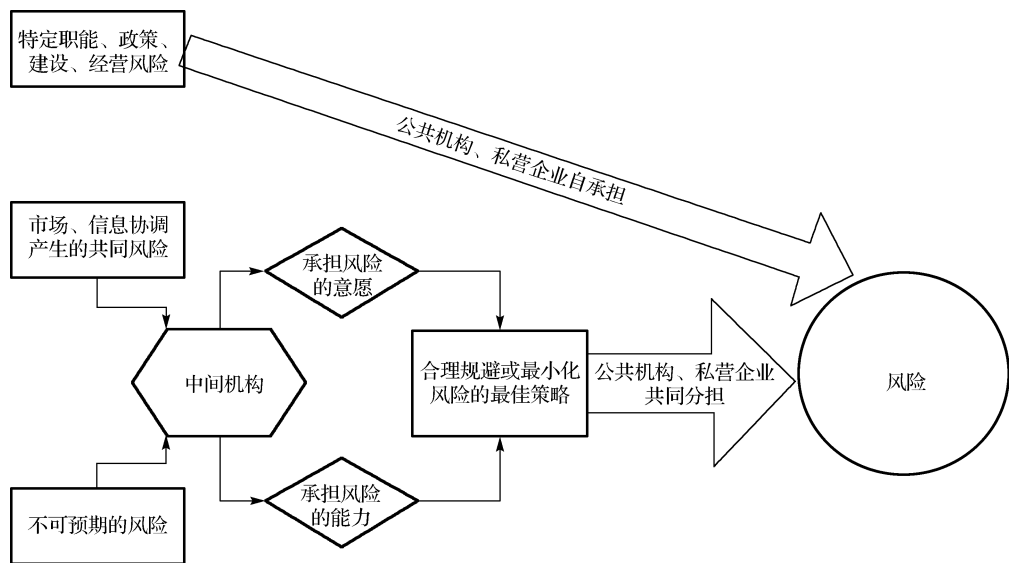 特定职能、政策、
建设、经营风险
公共机构、私营企业自承担
市场、信息协调
产生的共同风险
承担风险
的意愿
中间机构
合理规避或最小化
风险的最佳策略
公共机构、私营企业
共同分担
风险
承担风险
的能力
不可预期的风险